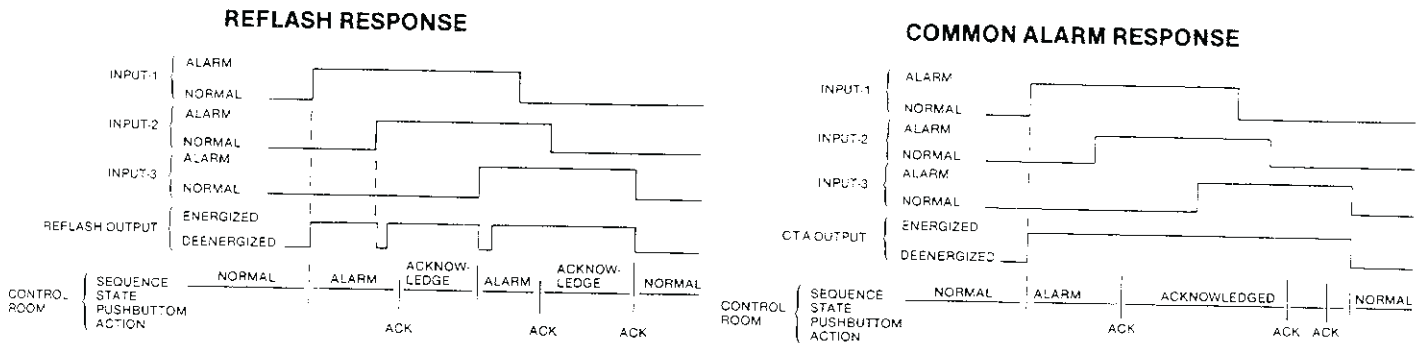 REFLASH RESPONSE
INPUT-1
ALARM
NORMAL
INPUT-2
ALARM
NORMAL
INPUT-3
ALARM
NORMAL
REFLASH OUTPUT
ENERGIZED
DEENERGIZED
CONTROL
ROOM
SEQUENCE
STATE
PUSHBUTTOM
ACTION
NORMAL
ALARM
ACKNOW-
LEDGE
ALARM
ACKNOW-
LEDGE
NORMAL
ACK
ACK
ACK
COMMON ALARM RESPONSE
INPUT-1
ALARM
NORMAL
INPUT-2
ALARM
NORMAL
INPUT-3
ALARM
NORMAL
CTA OUTPUT
ENERGIZED
DEENERGIZED
CONTROL
ROOM
SEQUENCE
STATE
PUSHBUTTOM
ACTION
NORMAL
ALARM
ACKNOWLEDGED
NORMAL
ACK
ACK
ACK